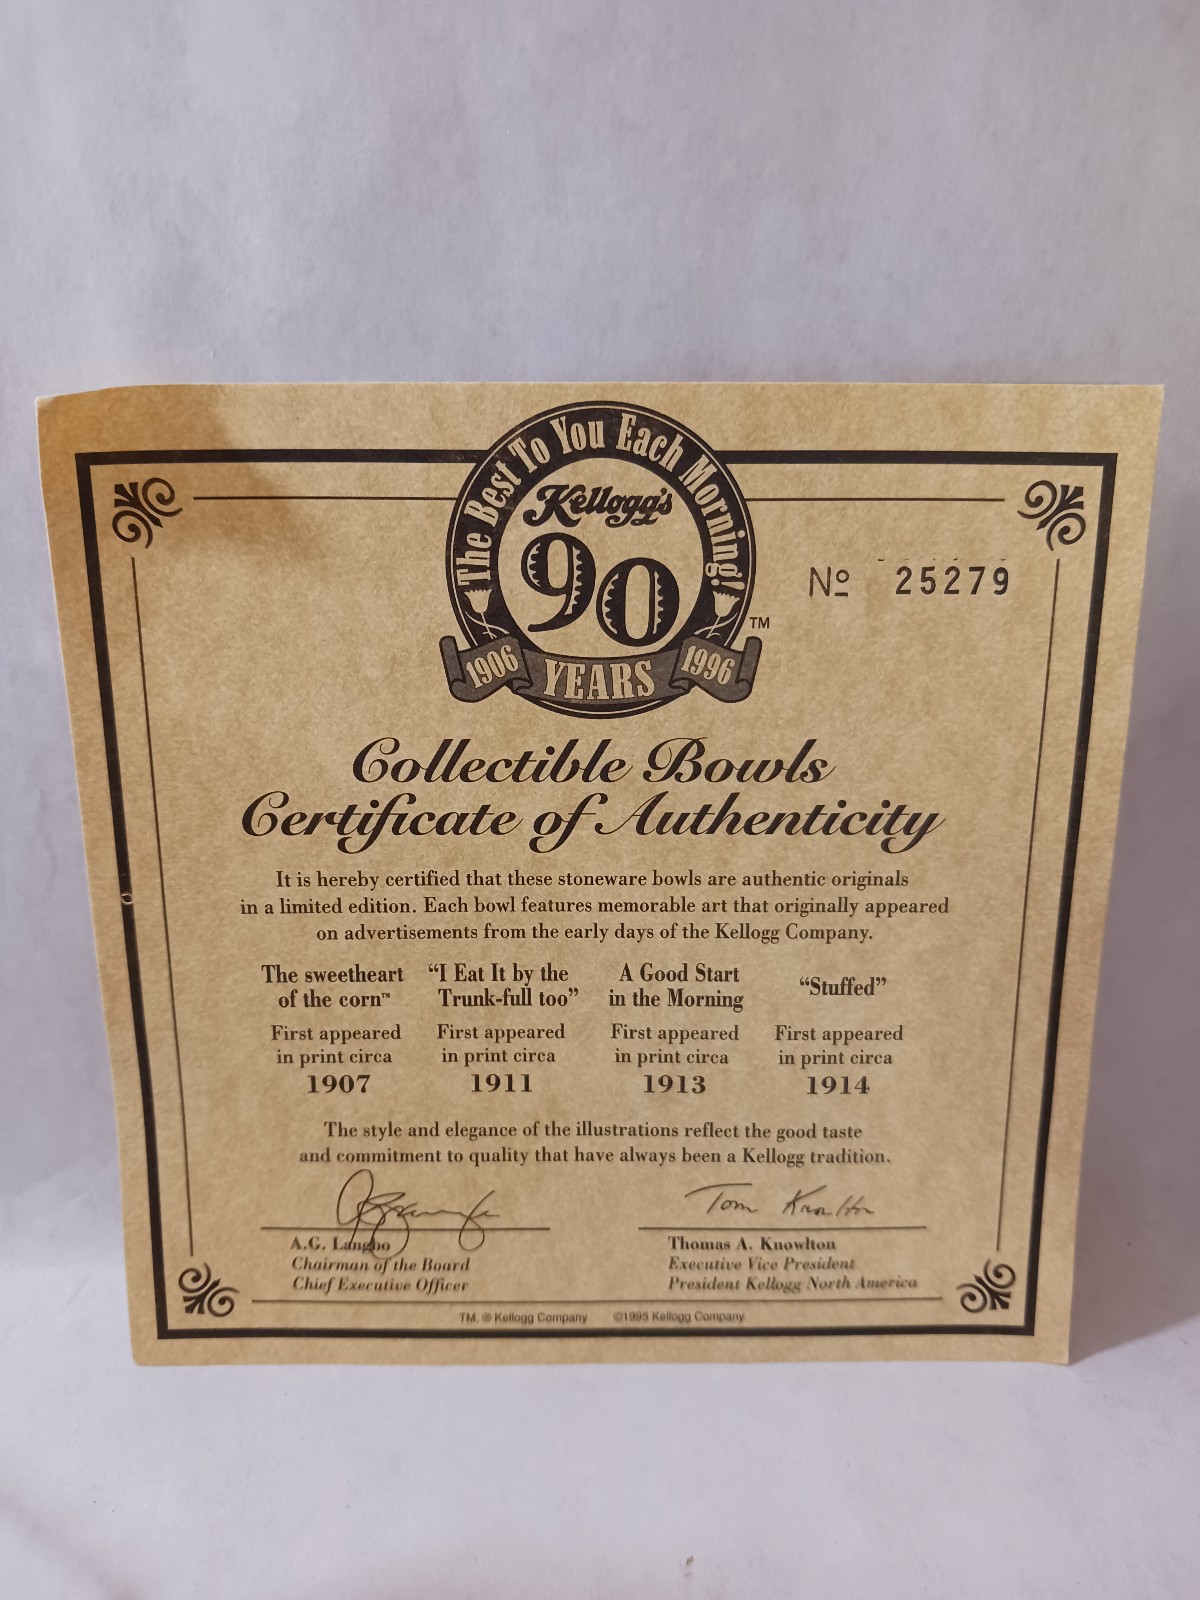 The Best To You Each Morning!
Kellogg's
90
YEARS
1906
1996
TM
Nº 25279
Collectible Bowls
Certificate of Authenticity
It is hereby certified that these stoneware bowls are authentic originals
in a limited edition. Each bowl features memorable art that originally appeared
on advertisements from the early days of the Kellogg Company.
The sweetheart
of the corn™
First appeared
in print circa
1907
“I Eat It by the
Trunk-full too”
First appeared
in print circa
1911
A Good Start
in the Morning
First appeared
in print circa
1913
“Stuffed”
First appeared
in print circa
1914
The style and elegance of the illustrations reflect the good taste
and commitment to quality that have always been a Kellogg tradition.
A.G. Langbo
Chairman of the Board
Chief Executive Officer
Tom Knowlton
Thomas A. Knowlton
Executive Vice President
President Kellogg North America
TM, ® Kellogg Company ©1995 Kellogg Company